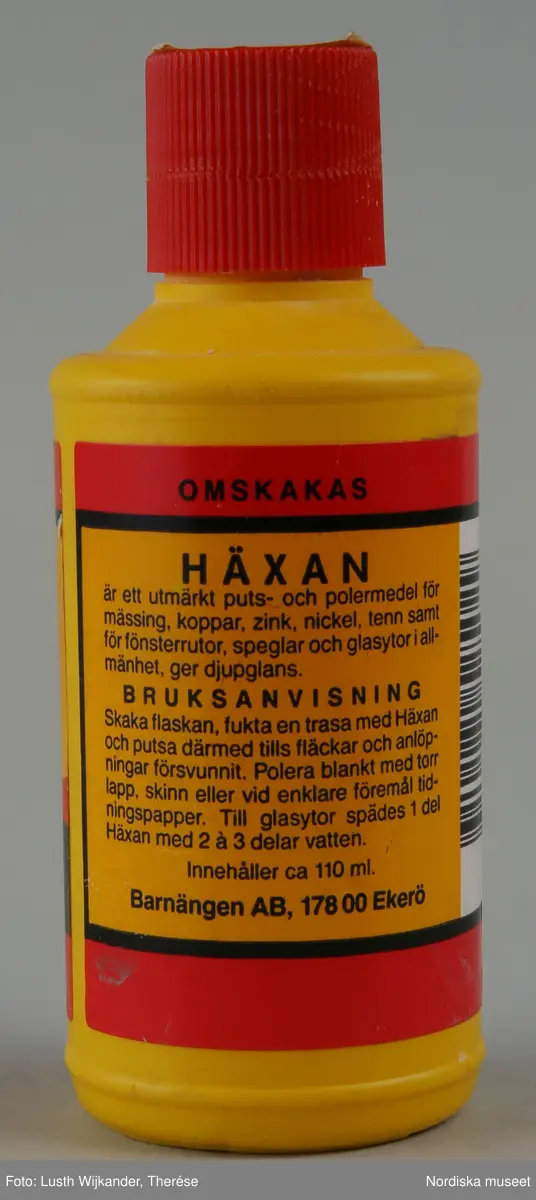 OMSKAKAS
HÄXAN
är ett utmärkt puts- och polermedel för
mässing, koppar, zink, nickel, tenn samt
för fönsterrutor, speglar och glasytor i all-
mänhet, ger djupglans.
BRUKSANVISNING
Skaka flaskan, fukta en trasa med Häxan
och putsa därmed tills fläckar och anlöp-
ningar försvunnit. Polera blankt med torr
lapp, skinn eller vid enklare föremål tid-
ningspapper. Till glasytor spädes 1 del
Häxan med 2 à 3 delar vatten.
Innehåller ca 110 ml.
Barnängen AB, 178 00 Ekerö
Foto: Lusth Wijkander, Therése
Nordiska museet